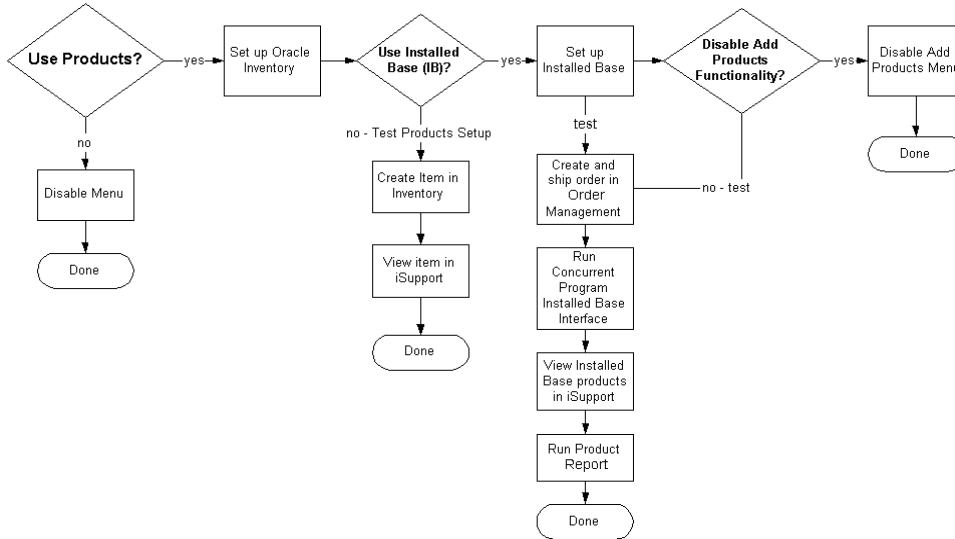 Use Products?
yes
Set up Oracle
Inventory
Use Installed
Base (IB)?
yes
Set up
Installed Base
Disable Add
Products
Functionality?
yes
Disable Add
Products Menu
Done
no
Disable Menu
Done
no - Test Products Setup
Create Item in
Inventory
View item in
iSupport
Done
test
Create and
ship order in
Order
Management
no - test
Run
Concurrent
Program
Installed Base
Interface
View Installed
Base products
in iSupport
Run Product
Report
Done